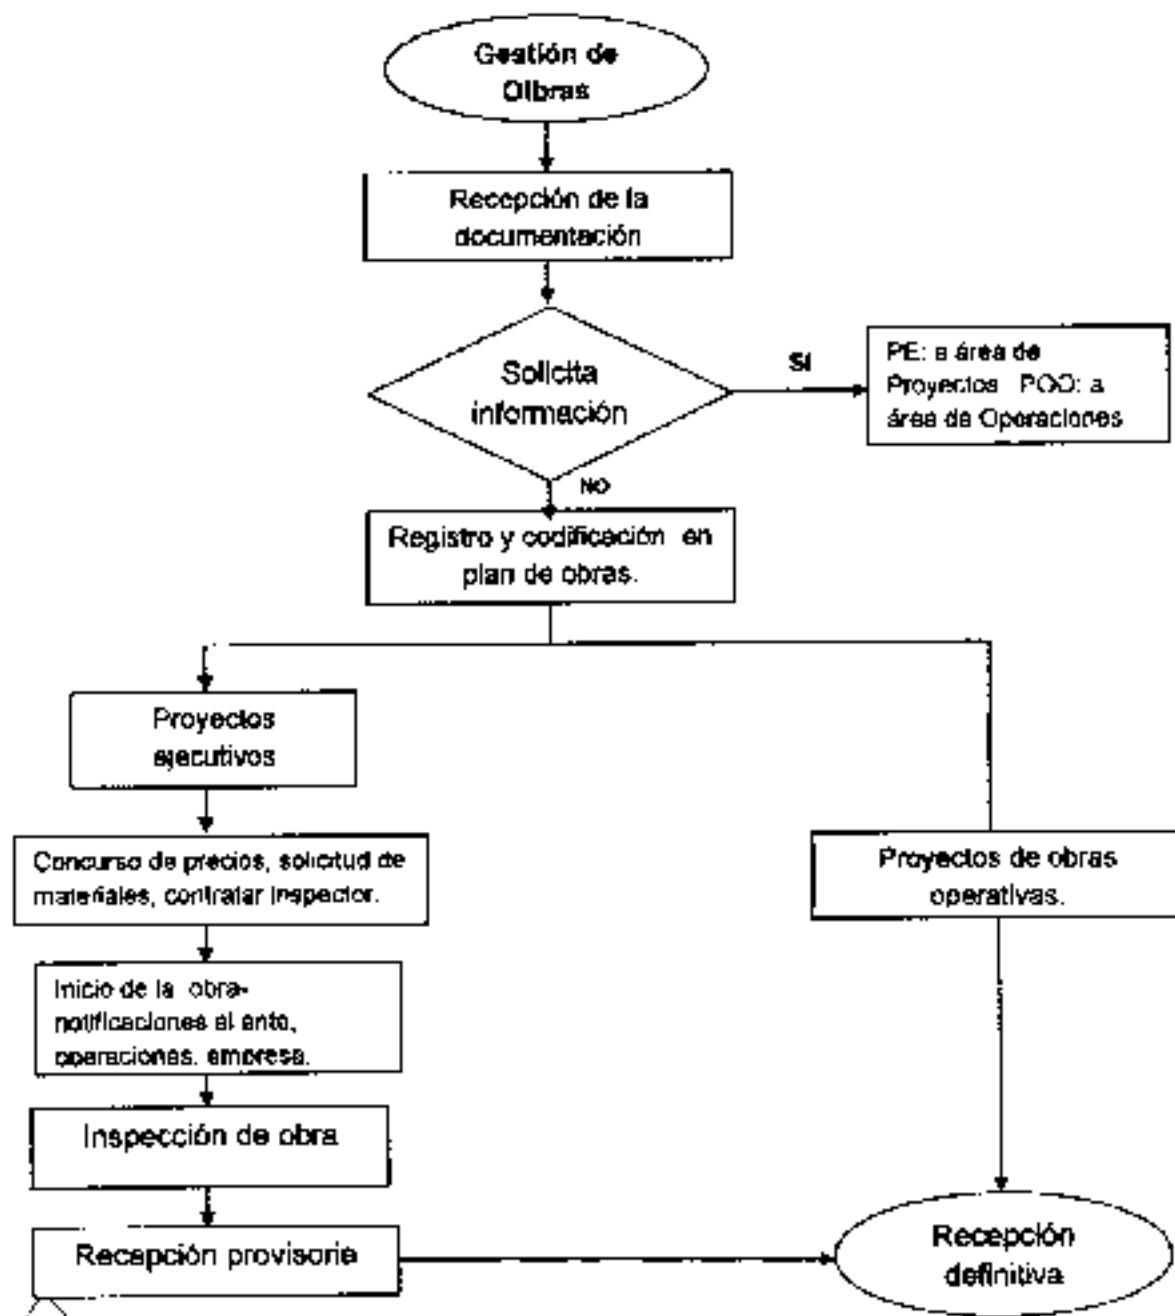 Gestión de
Olbras
Recepción de la
documentación
Solicita
información
SI
PE: a área de
Proyectos POO: a
área de Operaciones
NO
Registro y codificación en
plan de obras.
Proyectos
ejecutivos
Concurso de precios, solicitud de
materiales, contratar inspector.
Proyectos de obras
operativas.
Inicio de la obra-
notificaciones al ente,
operaciones, empresa.
Inspección de obra
Recepción provisoria
Recepción
definitiva